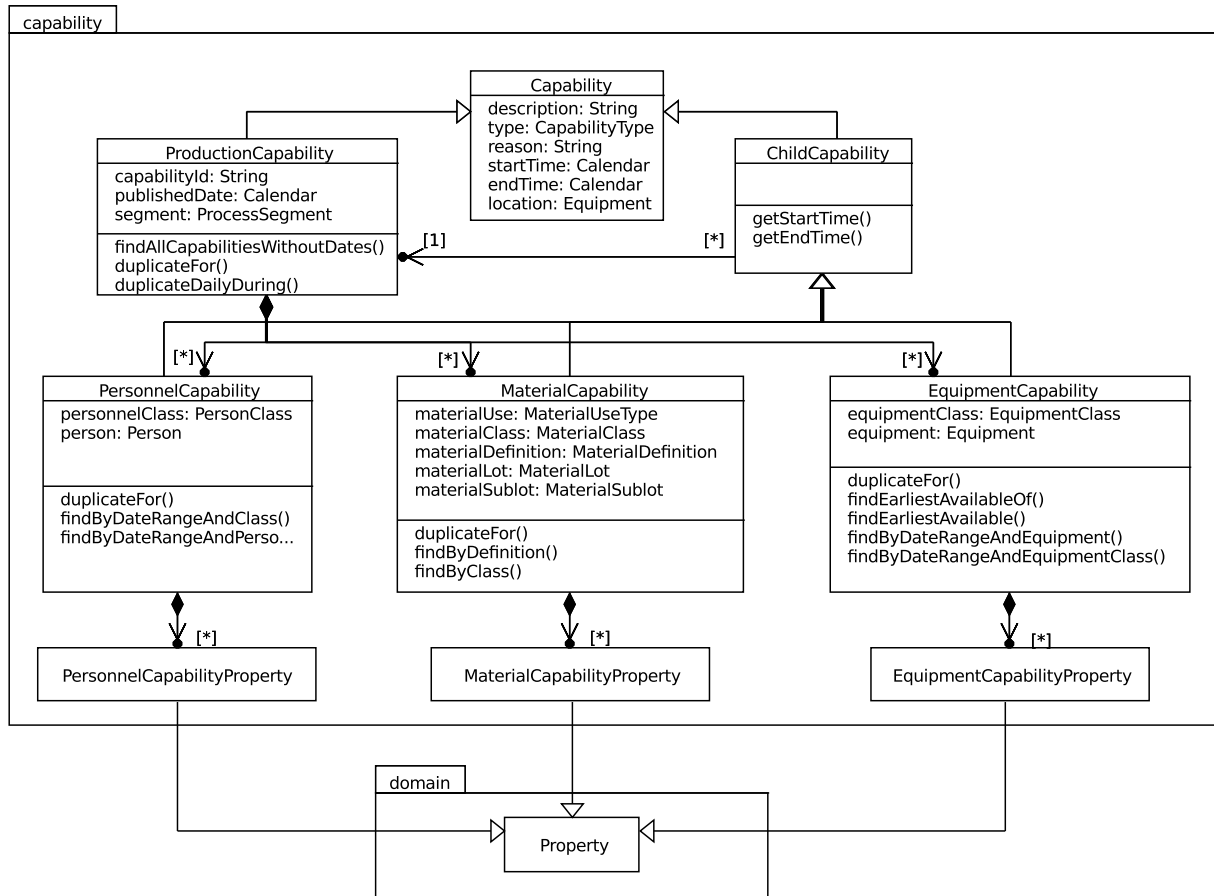 capability
Capability
description: String
type: CapabilityType
reason: String
startTime: Calendar
endTime: Calendar
location: Equipment
ProductionCapability
capabilityId: String
publishedDate: Calendar
segment: ProcessSegment
findAllCapabilitiesWithoutDates()
duplicateFor()
duplicateDailyDuring()
ChildCapability
getStartTime()
getEndTime()
[1]
[*]
[*]
[*]
[*]
PersonnelCapability
personnelClass: PersonClass
person: Person
duplicateFor()
findByDateRangeAndClass()
findByDateRangeAndPerso...
MaterialCapability
materialUse: MaterialUseType
materialClass: MaterialClass
materialDefinition: MaterialDefinition
materialLot: MaterialLot
materialSublot: MaterialSublot
duplicateFor()
findByDefinition()
findByClass()
EquipmentCapability
equipmentClass: EquipmentClass
equipment: Equipment
duplicateFor()
findEarliestAvailableOf()
findEarliestAvailable()
findByDateRangeAndEquipment()
findByDateRangeAndEquipmentClass()
[*]
[*]
[*]
PersonnelCapabilityProperty
MaterialCapabilityProperty
EquipmentCapabilityProperty
domain
Property